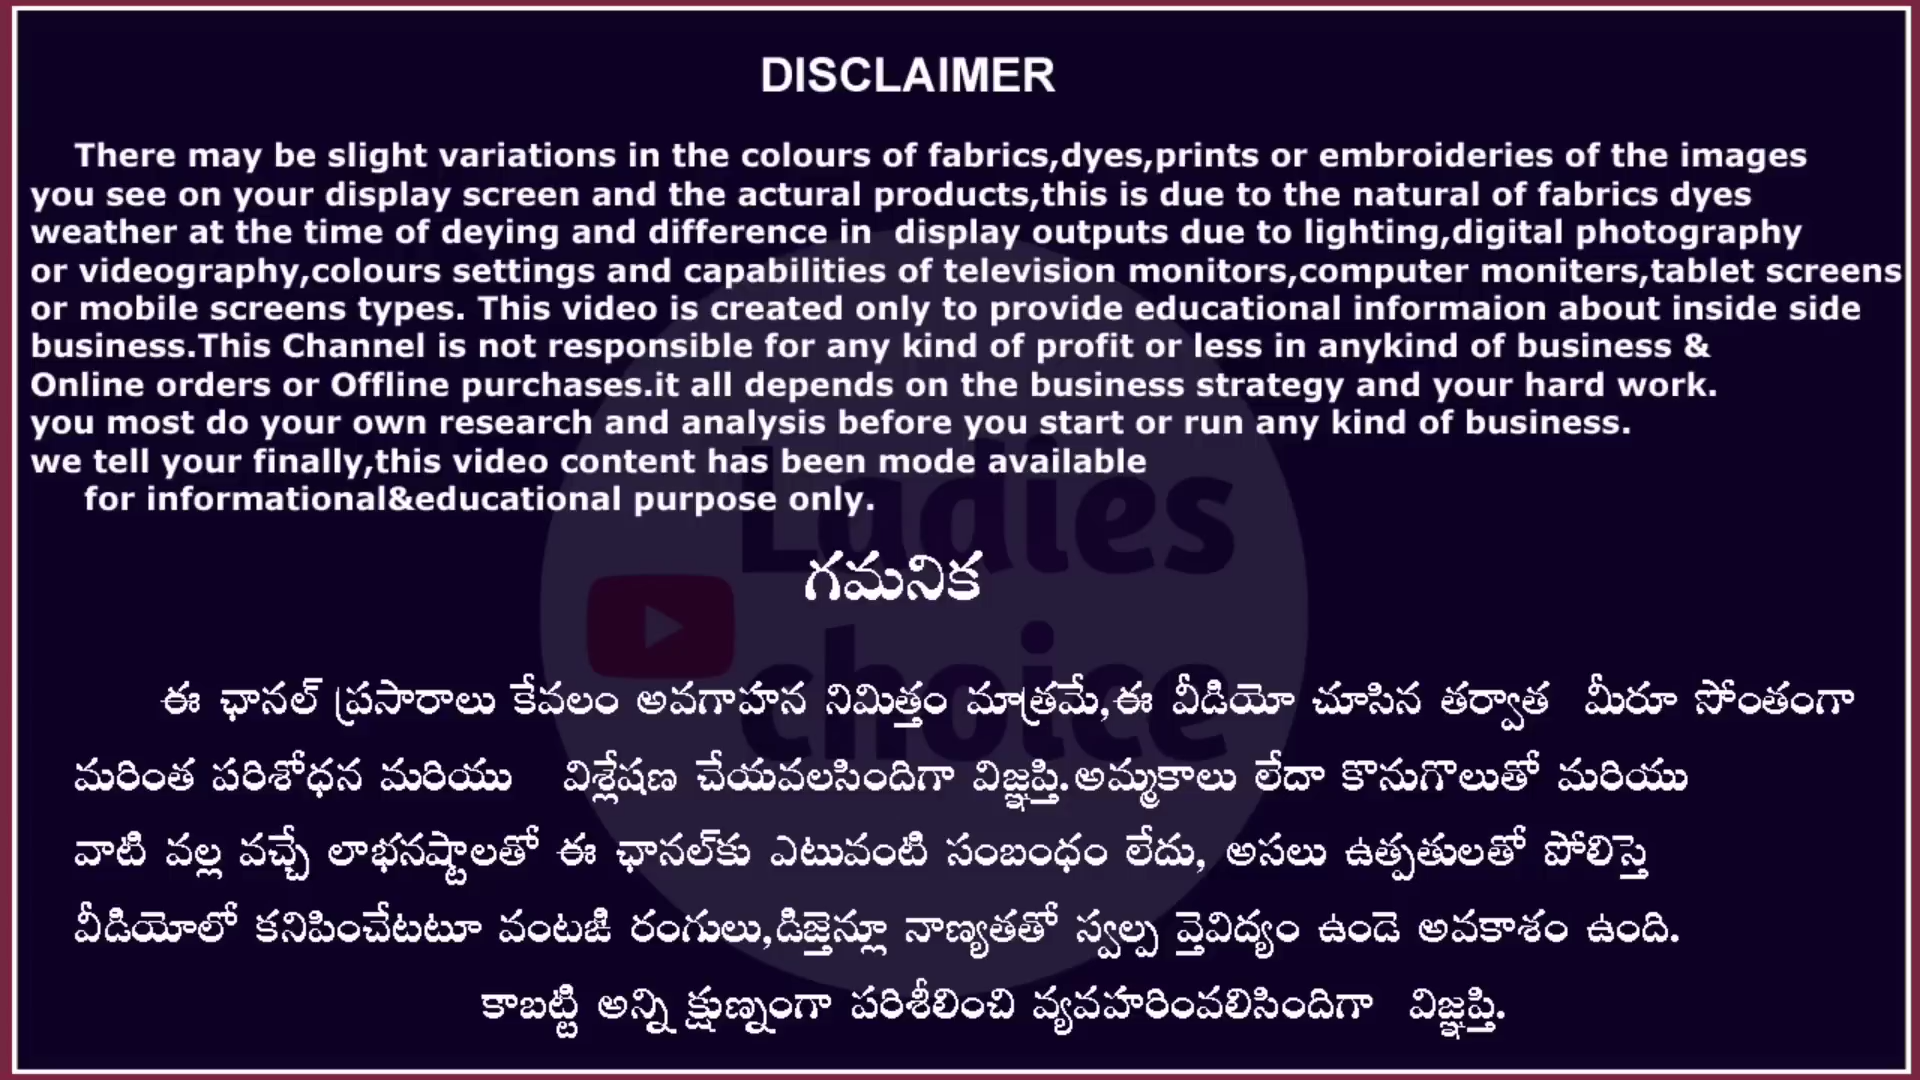 DISCLAIMER
There may be slight variations in the colours of fabrics,dyes,prints or embroideries of the images
you see on your display screen and the actural products,this is due to the natural of fabrics dyes
weather at the time of deying and difference in display outputs due to lighting,digital photography
or videography,colours settings and capabilities of television monitors,computer moniters,tablet screens
or mobile screens types. This video is created only to provide educational informaion about inside side
business.This Channel is not responsible for any kind of profit or less in anykind of business &
Online orders or Offline purchases.it all depends on the business strategy and your hard work.
you most do your own research and analysis before you start or run any kind of business.
we tell your finally,this video content has been mode available
for informational&educational purpose only.
Ladies
గమనిక
choice
ఈ ఛానల్ ప్రసారాలు కేవలం అవగాహన నిమిత్తం మాత్రమే,ఈ వీడియో చూసిన తర్వాత మీరూ సోంతంగా
మరింత పరిశోధన మరియు విశ్లేషణ చేయవలసిందిగా విజ్ఞప్తి.అమ్మకాలు లేదా కొనుగొలుతో మరియు
వాటి వల్ల వచ్చే లాభనష్టాలతో ఈ ఛానల్‌కు ఎటువంటి సంబంధం లేదు, అసలు ఉత్పతులతో పోలిస్తె
వీడియోలో కనిపించేటటూ వంటజి రంగులు,డిజైన్లూ నాణ్యతతో స్వల్ప వైవిద్యం ఉండె అవకాశం ఉంది.
కాబట్టి అన్ని క్షుణ్నంగా పరిశీలించి వ్యవహరింవలిసిందిగా విజ్ఞప్తి.